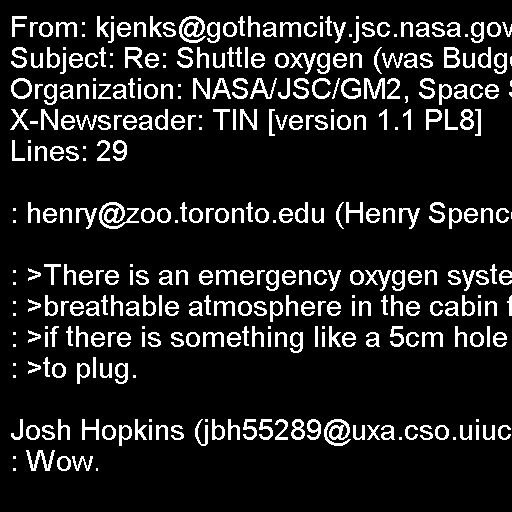 From: kjenks@gothamcity.jsc.nasa.gov
Subject: Re: Shuttle oxygen (was Budg
Organization: NASA/JSC/GM2, Space
X-Newsreader: TIN [version 1.1 PL8]
Lines: 29

: henry@zoo.toronto.edu (Henry Spenc

: >There is an emergency oxygen syste
: >breathable atmosphere in the cabin f
: >if there is something like a 5cm hole
: >to plug.

Josh Hopkins (jbh55289@uxa.cso.uiuc
: Wow.